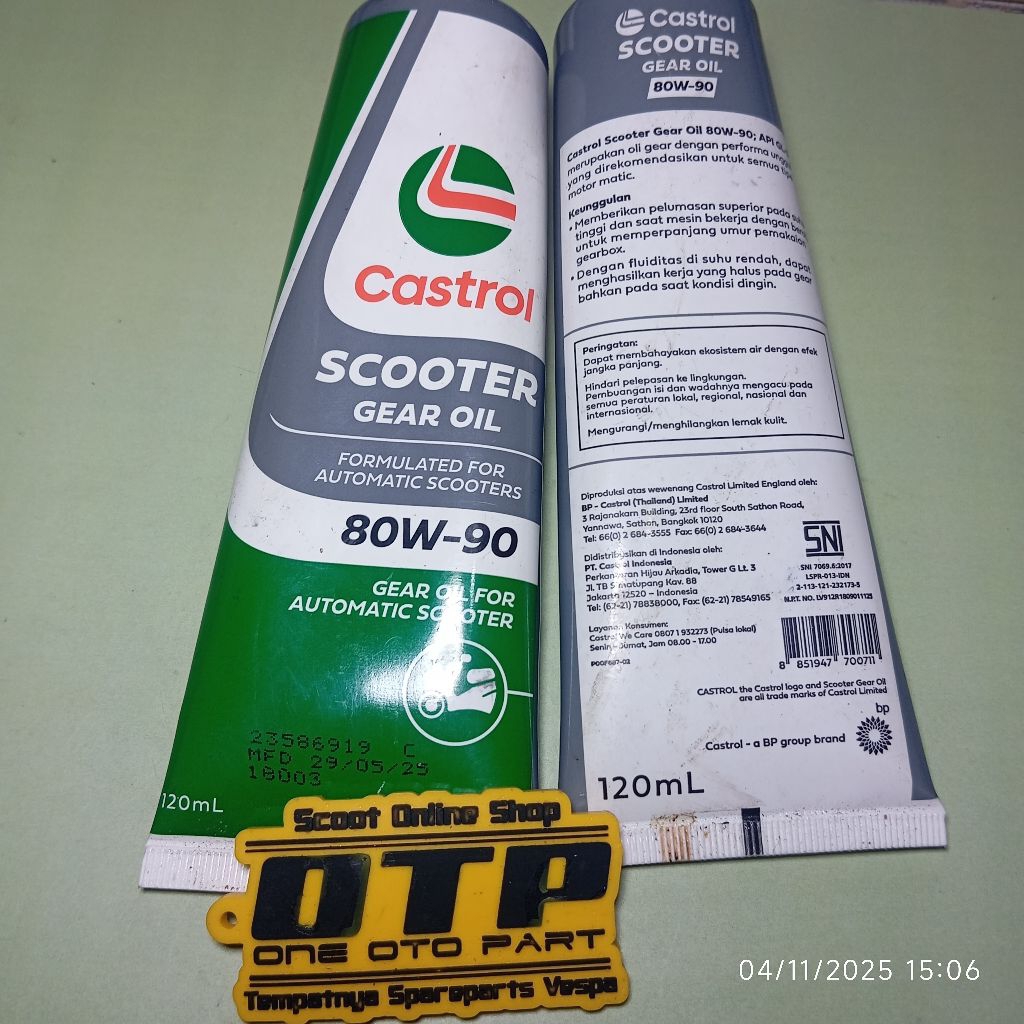 Castrol
SCOOTER
GEAR OIL
FORMULATED FOR
AUTOMATIC SCOOTERS
80W-90
GEAR OIL FOR
AUTOMATIC SCOOTER
23586919 C
MFD 29/05/25
18003
120mL
Castrol
SCOOTER
GEAR OIL
80W-90
Castrol Scooter Gear Oil 80W-90; API
merupakan oli gear dengan performa
yang direkomendasikan untuk semua
motor matic.
Keunggulan
• Memberikan pelumasan superior pada
tinggi dan saat mesin bekerja dengan
untuk memperpanjang umur pemakaian
gearbox.
• Dengan fluiditas di suhu rendah, dapat
menghasilkan kerja yang halus pada gear
bahkan pada saat kondisi dingin.
Peringatan:
Dapat membahayakan ekosistem air dengan efek
jangka panjang.
Hindari pelepasan ke lingkungan.
Pembuangan isi dan wadahnya mengacu pada
semua peraturan lokal, regional, nasional dan
internasional.
Mengurangi/menghilangkan lemak kulit.
Diproduksi atas wewenang Castrol Limited England oleh:
BP - Castrol (Thailand) Limited
3 Rajanakarn Building, 23rd floor South Sathon Road,
Yannawa, Sathon, Bangkok 10120
Tel: 66(0) 2 684-3555 Fax: 66(0) 2 684-3644
Didistribusikan di Indonesia oleh:
PT. Castrol Indonesia
Perkantoran Hijau Arkadia, Tower G Lt. 3
Jl. TB Simatupang Kav. 88
Jakarta 12520 – Indonesia
Tel: (62-21) 78838000, Fax: (62-21) 78549165
Layanan Konsumen:
Castrol We Care 0807 1 932273 (Pulsa lokal)
Senin - Jumat, Jam 08.00 - 17.00
SNI
SNI 7069.6:2017
LSPR-013-IDN
2-113-121-232173-5
N.P.T. NO. LV912R1809011125
8 851947 700711
CASTROL the Castrol logo and Scooter Gear Oil
are all trade marks of Castrol Limited
bp
Castrol - a BP group brand
120mL
Scoot Online Shop
OTP
ONE OTO PART
Tempatnya Spareparts Vespa
04/11/2025 15:06